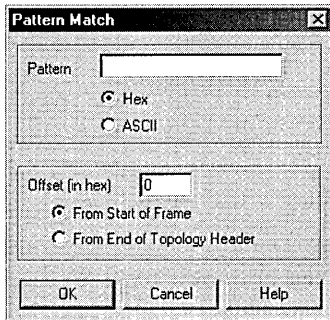 Pattern Match
Pattern
Hex
ASCII
Offset (in hex) 0
From Start of Frame
From End of Topology Header
OK Cancel Help